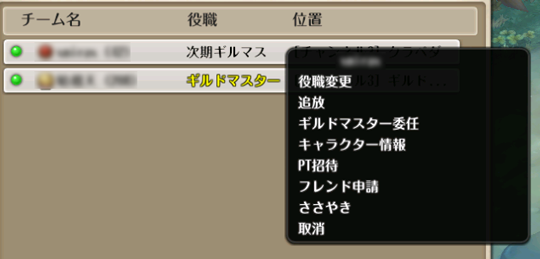 チーム名 役職 位置
次期ギルマス
ギルドマスター ギルド...
役職変更
追放
ギルドマスター委任
キャラクター情報
PT招待
フレンド申請
ささやき
取消